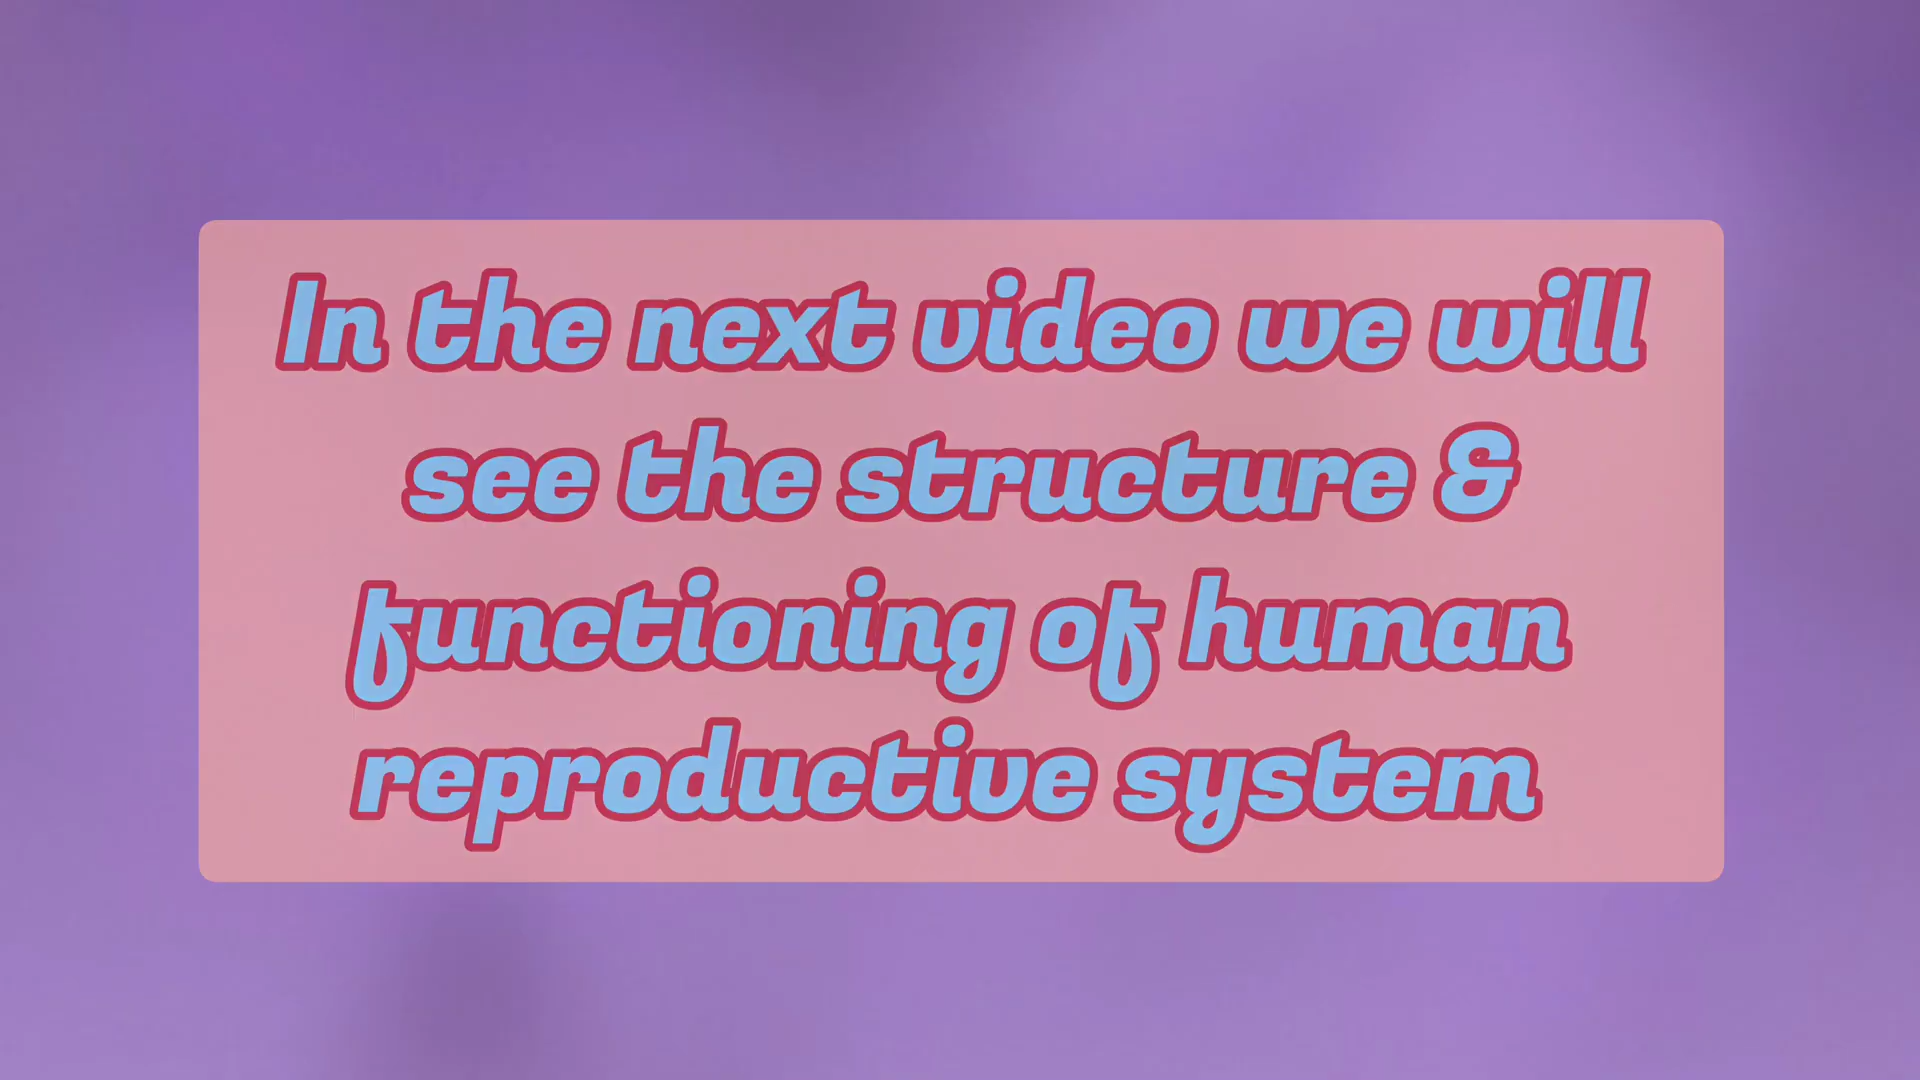 In the next video we will
see the structure &
functioning of human
reproductive system